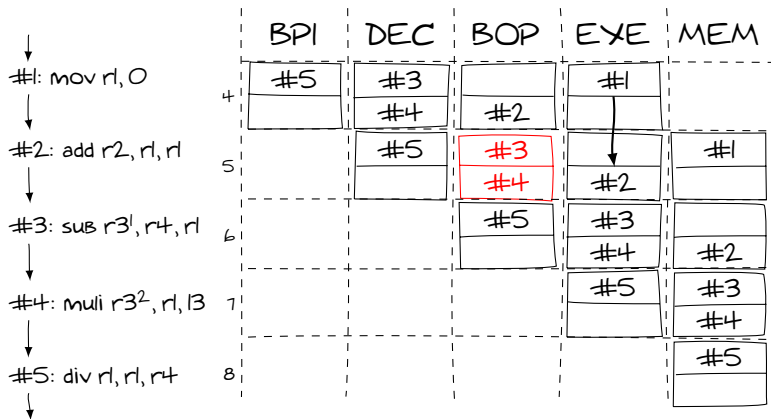 BPI DEC BOP EXE MEM
#1: mov r1, 0
4 #5 #3 #1
#4 #2
#2: add r2, r1, r1
5 #5 #3 #1
#4 #2
#3: sub r3¹, r4, r1
6 #5 #3
#4 #2
#4: muli r3², r1, 13
7 #5 #3
#4
#5: div r1, r1, r4
8 #5